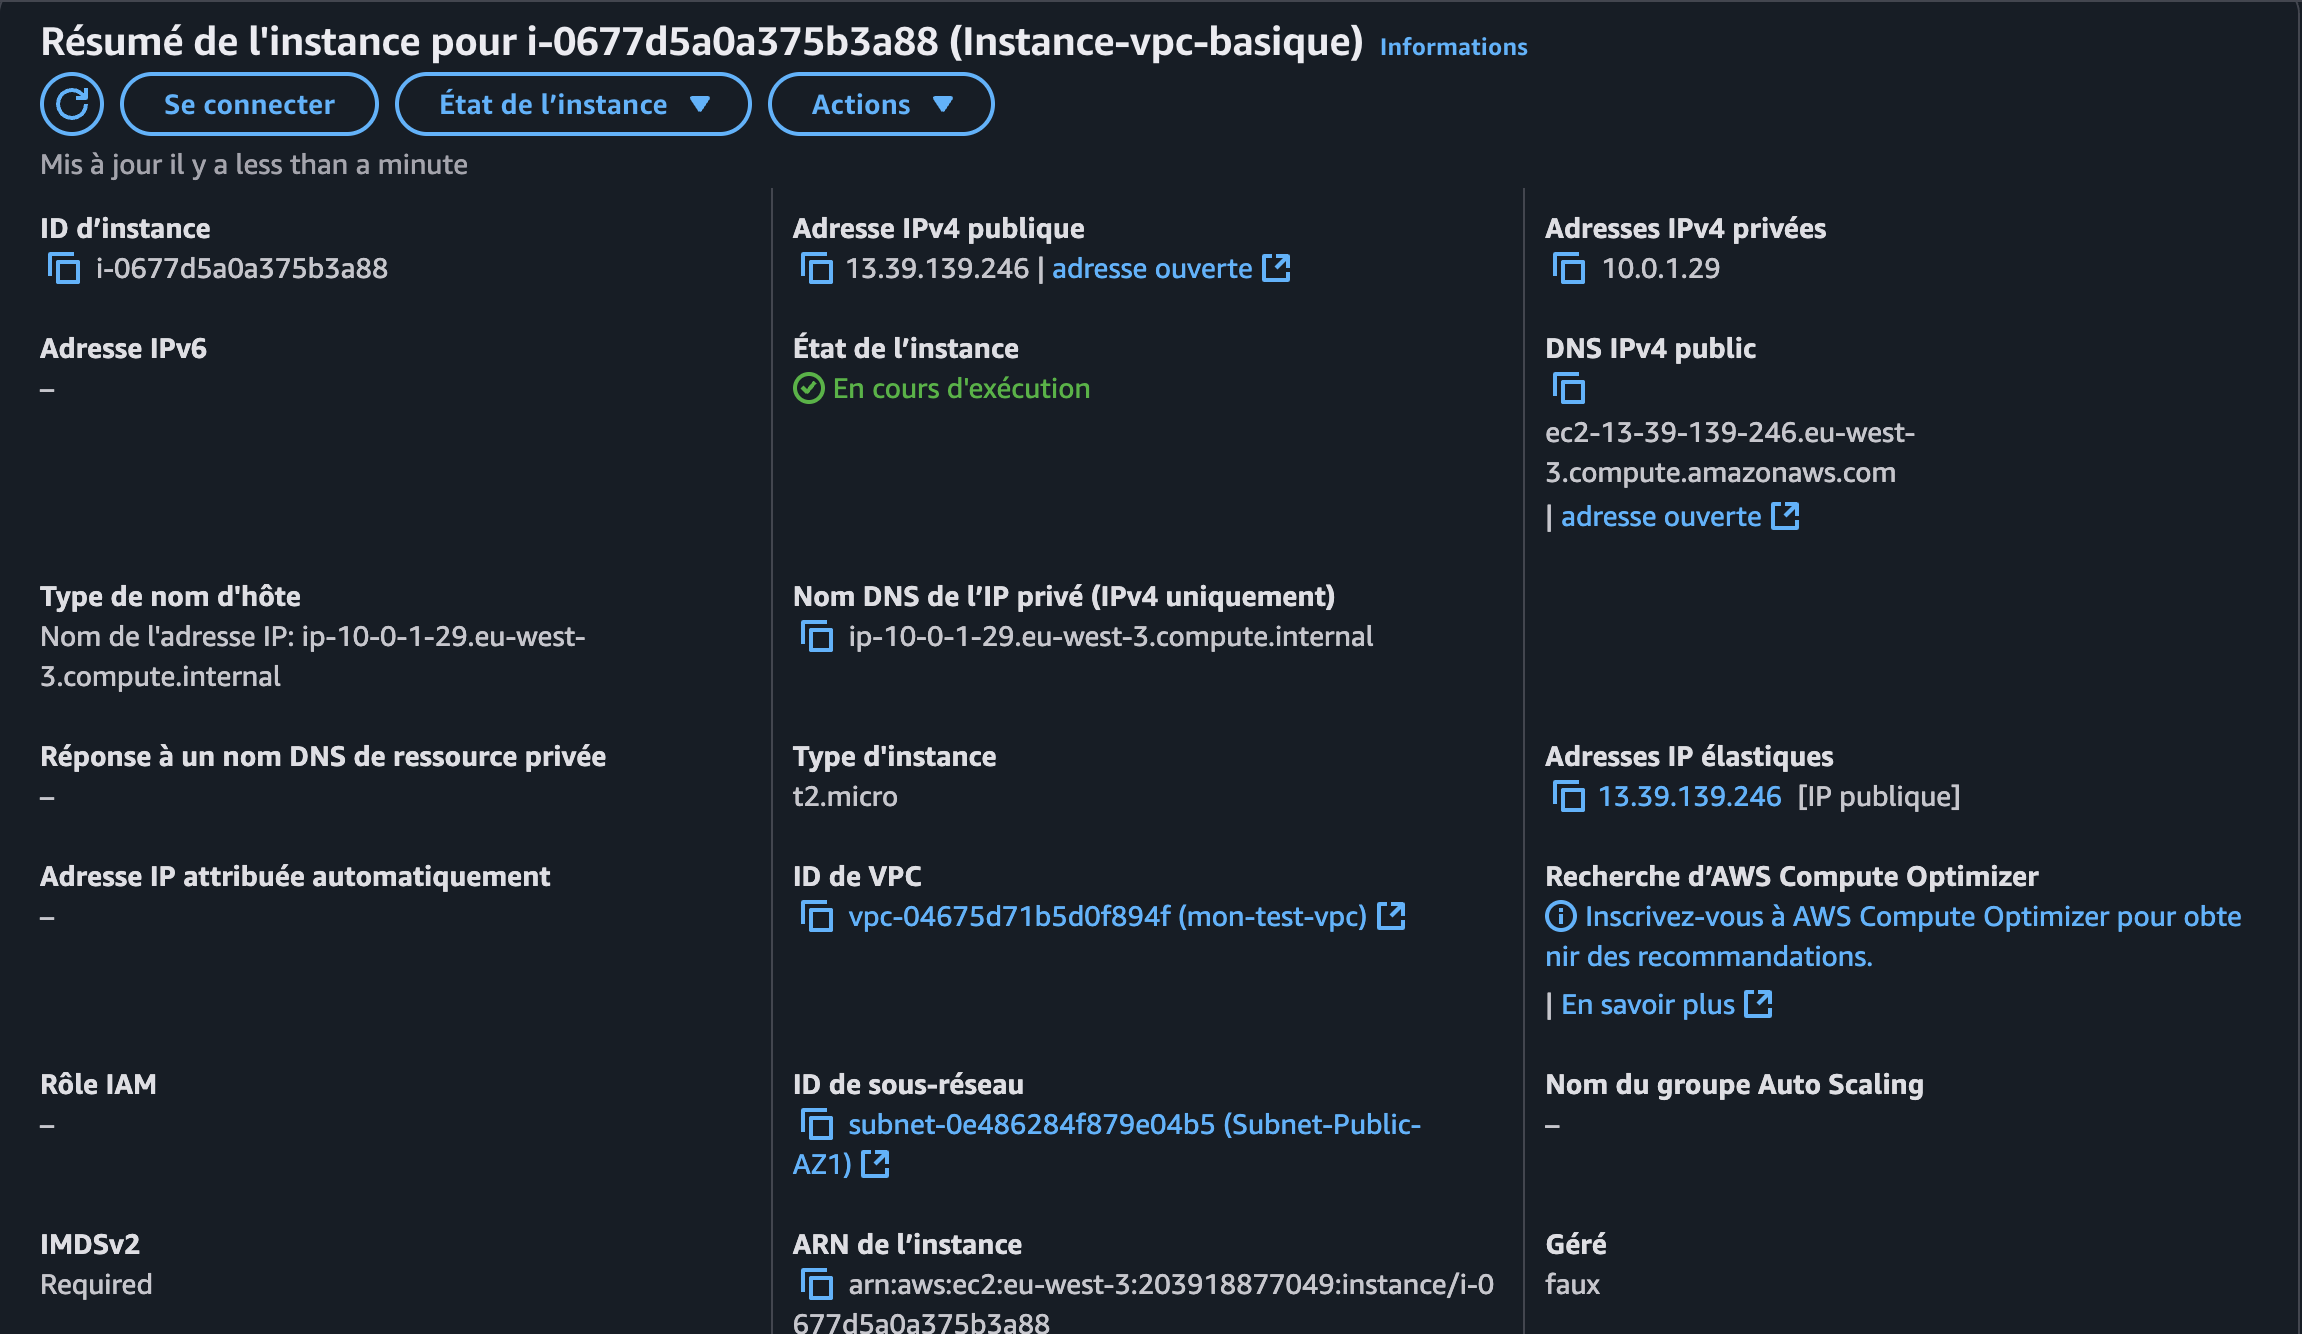 Résumé de l'instance pour i-0677d5a0a375b3a88 (Instance-vpc-basique) Informations
Se connecter
État de l’instance
Actions
Mis à jour il y a less than a minute
ID d’instance
i-0677d5a0a375b3a88
Adresse IPv4 publique
13.39.139.246 | adresse ouverte
Adresses IPv4 privées
10.0.1.29
Adresse IPv6
–
État de l’instance
En cours d'exécution
DNS IPv4 public
ec2-13-39-139-246.eu-west-
3.compute.amazonaws.com
| adresse ouverte
Type de nom d'hôte
Nom de l'adresse IP: ip-10-0-1-29.eu-west-
3.compute.internal
Nom DNS de l’IP privé (IPv4 uniquement)
ip-10-0-1-29.eu-west-3.compute.internal
Réponse à un nom DNS de ressource privée
–
Type d'instance
t2.micro
Adresses IP élastiques
13.39.139.246 [IP publique]
Adresse IP attribuée automatiquement
–
ID de VPC
vpc-04675d71b5d0f894f (mon-test-vpc)
Recherche d’AWS Compute Optimizer
Inscrivez-vous à AWS Compute Optimizer pour obte
nir des recommandations.
| En savoir plus
Rôle IAM
–
ID de sous-réseau
subnet-0e486284f879e04b5 (Subnet-Public-
AZ1)
Nom du groupe Auto Scaling
–
IMDSv2
Required
ARN de l’instance
arn:aws:ec2:eu-west-3:203918877049:instance/i-0
677d5a0a375b3a88
Géré
faux